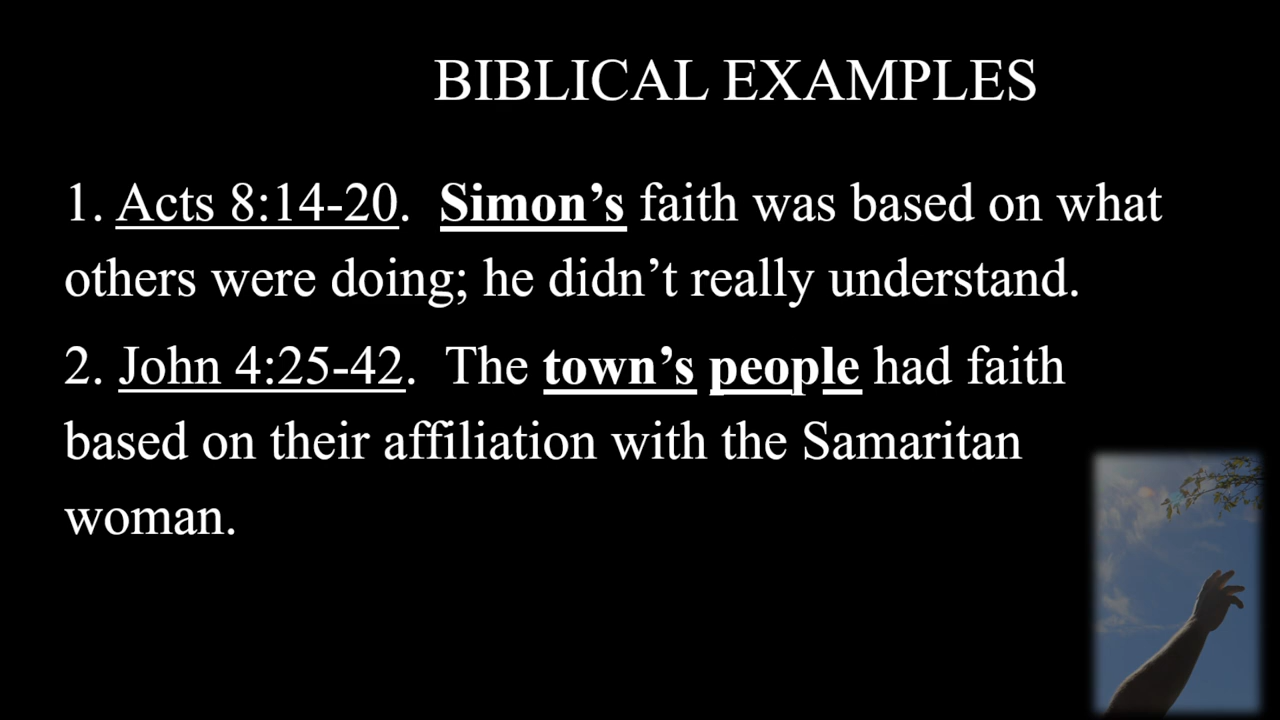 BIBLICAL EXAMPLES
1. Acts 8:14-20.  Simon’s faith was based on what
others were doing; he didn’t really understand.
2. John 4:25-42.  The town’s people had faith
based on their affiliation with the Samaritan
woman.